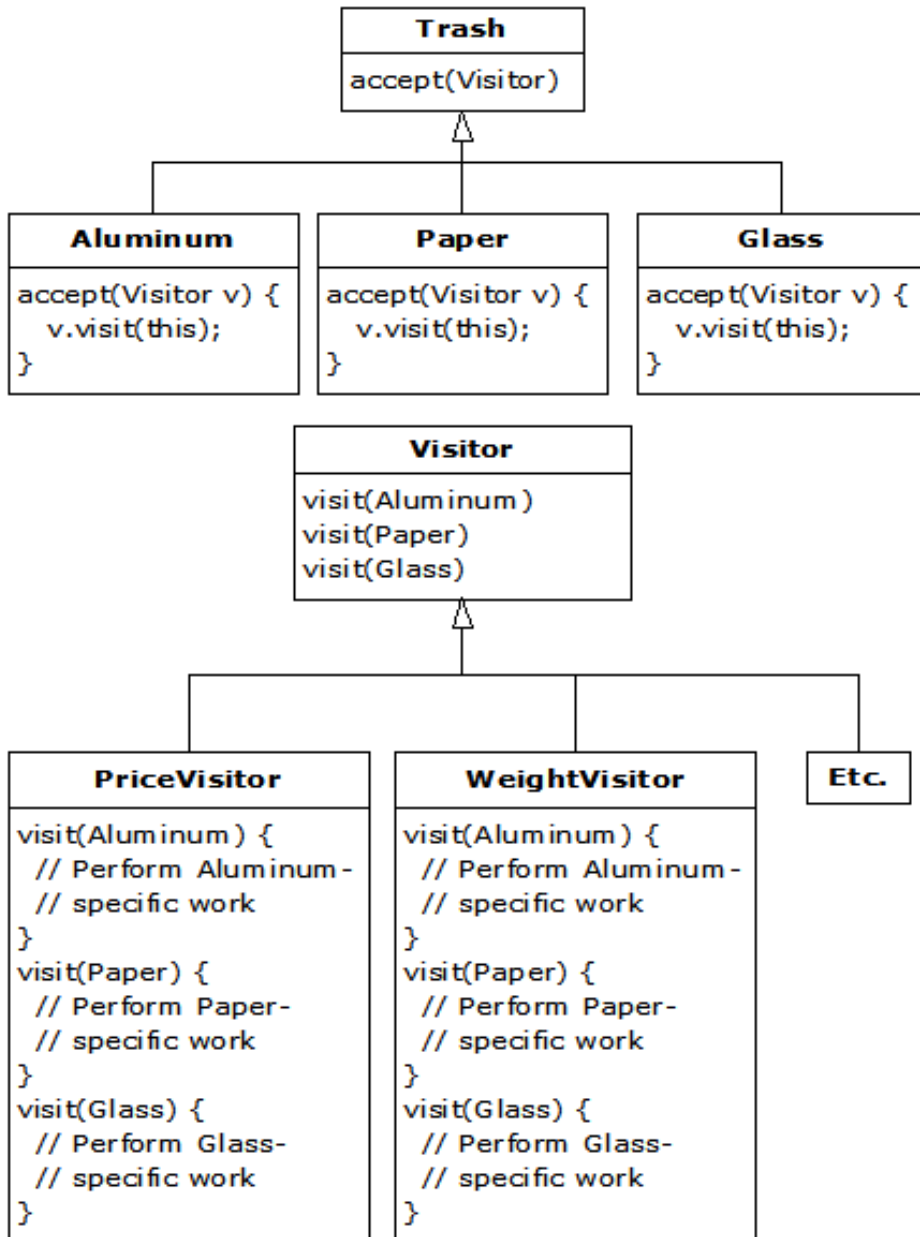 Trash
accept(Visitor)
Aluminum
accept(Visitor v) {
v.visit(this);
}
Paper
accept(Visitor v) {
v.visit(this);
}
Glass
accept(Visitor v) {
v.visit(this);
}
Visitor
visit(Aluminum)
visit(Paper)
visit(Glass)
PriceVisitor
visit(Aluminum) {
// Perform Aluminum-
// specific work
}
visit(Paper) {
// Perform Paper-
// specific work
}
visit(Glass) {
// Perform Glass-
// specific work
}
WeightVisitor
visit(Aluminum) {
// Perform Aluminum-
// specific work
}
visit(Paper) {
// Perform Paper-
// specific work
}
visit(Glass) {
// Perform Glass-
// specific work
}
Etc.